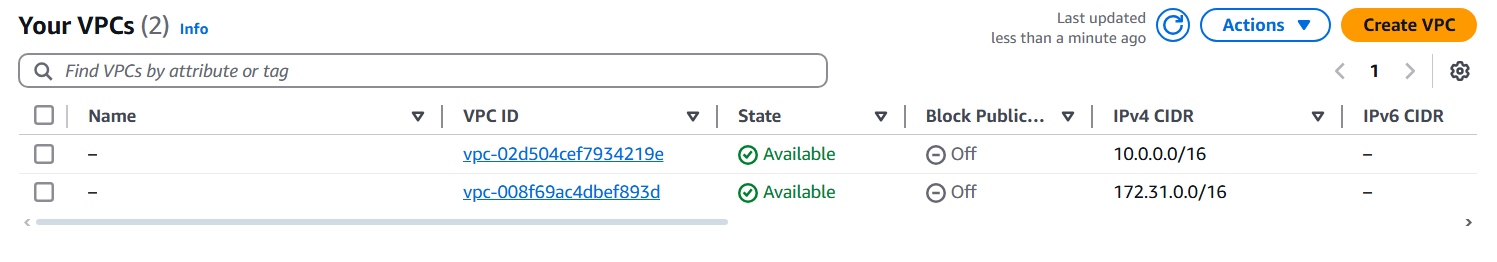 Your VPCs (2) Info
Last updated
less than a minute ago
Actions
Create VPC
Find VPCs by attribute or tag
1
Name VPC ID State Block Public... IPv4 CIDR IPv6 CIDR
– vpc-02d504cef7934219e Available Off 10.0.0.0/16 –
– vpc-008f69ac4dbef893d Available Off 172.31.0.0/16 –